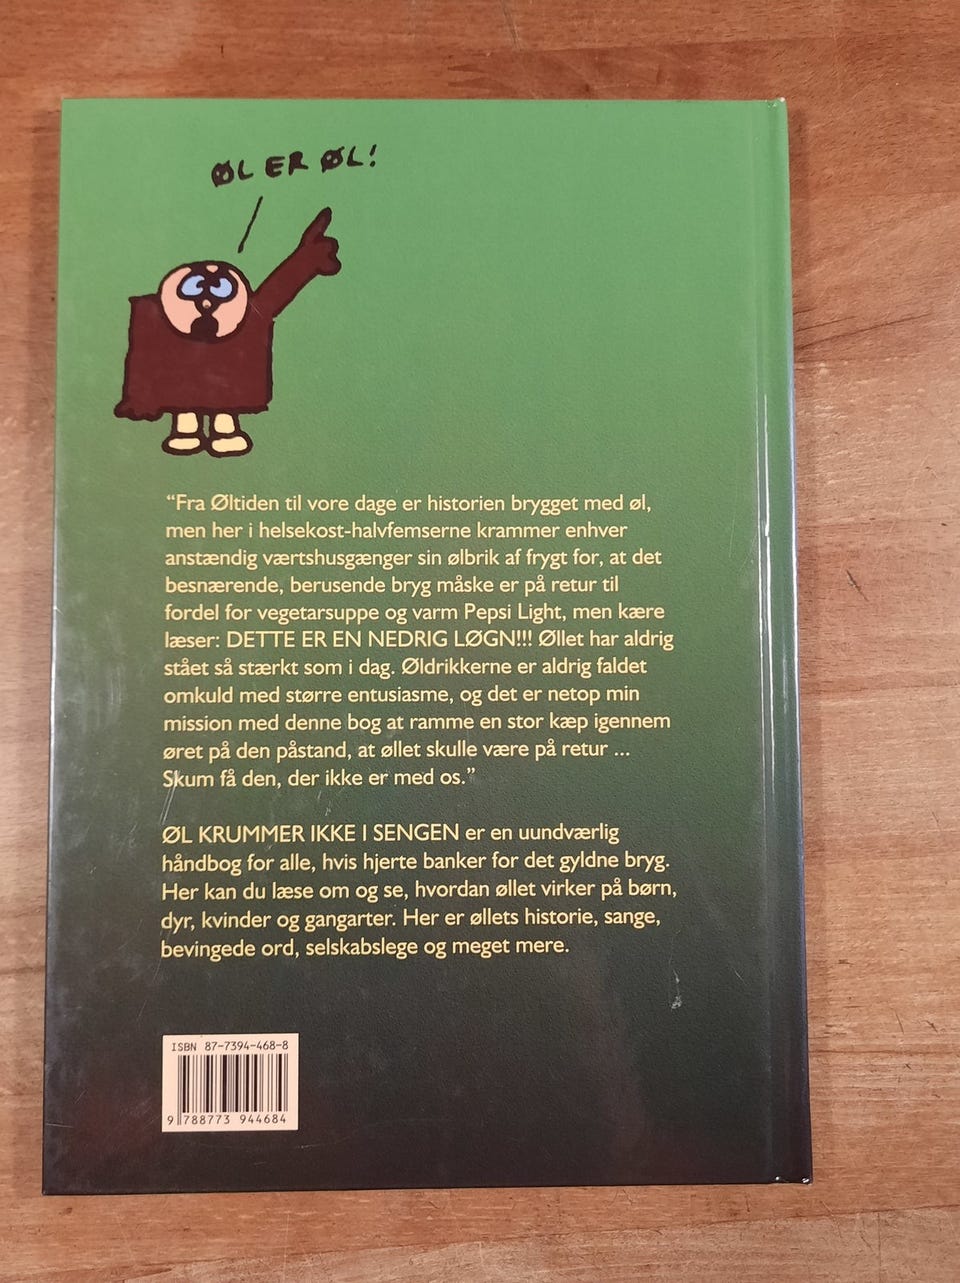 ØL ER ØL!
“Fra Øltiden til vore dage er historien brygget med øl,
men her i helsekost-halvfemserne krammer enhver
anstændig værtshusgænger sin ølbrik af frygt for, at det
besnærende, berusende bryg måske er på retur til
fordel for vegetarsuppe og varm Pepsi Light, men kære
læser: DETTE ER EN NEDRIG LØGN!!! Øllet har aldrig
stået så stærkt som i dag. Øldrikkerne er aldrig faldet
omkuld med større entusiasme, og det er netop min
mission med denne bog at ramme en stor kæp igennem
øret på den påstand, at øllet skulle være på retur ...
Skum få den, der ikke er med os.”
ØL KRUMMER IKKE I SENGEN er en uundværlig
håndbog for alle, hvis hjerte banker for det gyldne bryg.
Her kan du læse om og se, hvordan øllet virker på børn,
dyr, kvinder og gangarter. Her er øllets historie, sange,
bevingede ord, selskabslege og meget mere.
ISBN 87-7394-468-8
9 788773 944684